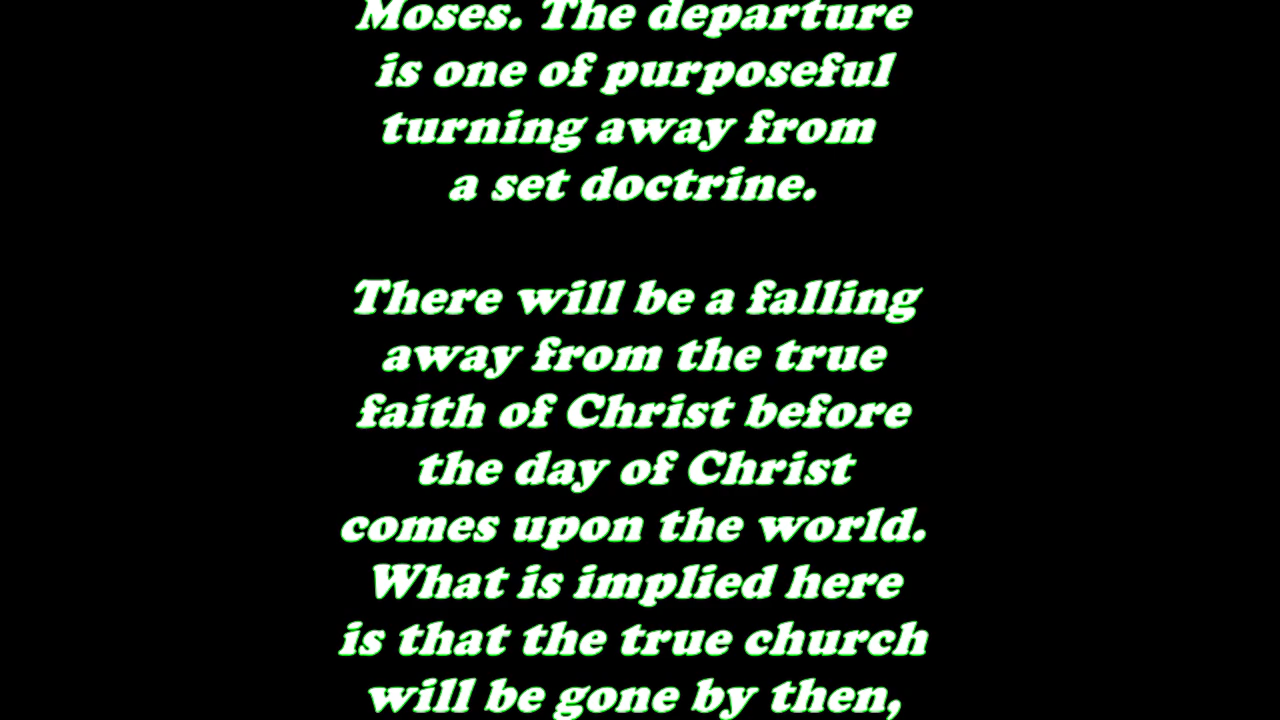 Moses. The departure
is one of purposeful
turning away from
a set doctrine.
There will be a falling
away from the true
faith of Christ before
the day of Christ
comes upon the world.
What is implied here
is that the true church
will be gone by then,